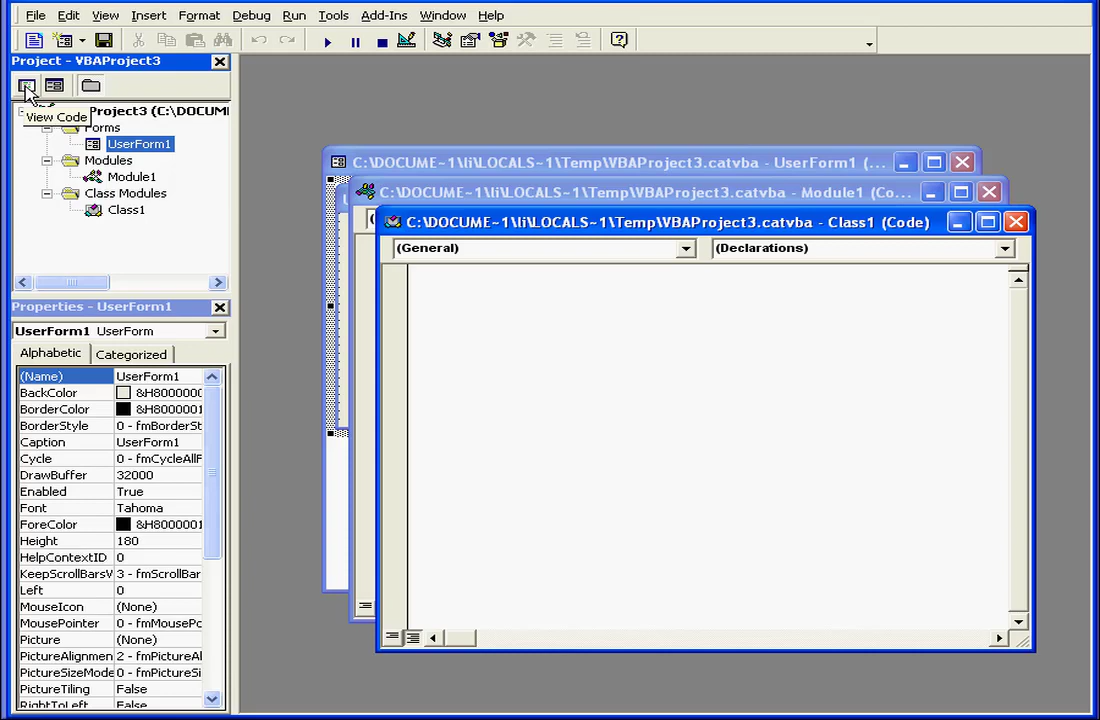 File Edit View Insert Format Debug Run Tools Add-Ins Window Help
Project - VBAProject3
Project3 (C:\DOCUM
View Code
Forms
UserForm1
Modules
Module1
Class Modules
Class1
C:\DOCUME~1\li\LOCALS~1\Temp\VBAProject3.catvba - UserForm1 (...
C:\DOCUME~1\li\LOCALS~1\Temp\VBAProject3.catvba - Module1 (Co...
C:\DOCUME~1\li\LOCALS~1\Temp\VBAProject3.catvba - Class1 (Code)
(General) (Declarations)
Properties - UserForm1
UserForm1 UserForm
Alphabetic Categorized
(Name) UserForm1
BackColor &H8000000
BorderColor &H8000001
BorderStyle 0 - fmBorderSt
Caption UserForm1
Cycle 0 - fmCycleAllF
DrawBuffer 32000
Enabled True
Font Tahoma
ForeColor &H8000001
Height 180
HelpContextID 0
KeepScrollBarsV 3 - fmScrollBar
Left 0
MouseIcon (None)
MousePointer 0 - fmMousePo
Picture (None)
PictureAlignmen 2 - fmPictureAl
PictureSizeMode 0 - fmPictureSi
PictureTiling False
RightToLeft False